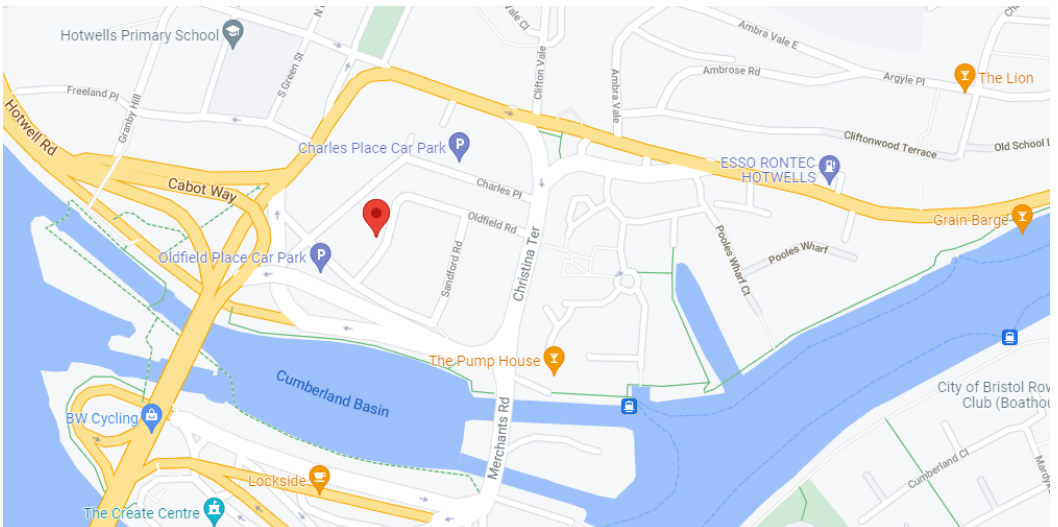 Hotwells Primary School
N
Vale Cl
Ambra Vale E
Clifton Vale
S Green St
Ambra Vale
Ambrose Rd
Argyle Pl
The Lion
Freeland Pl
Hotwell Rd
Granby Hill
Charles Place Car Park
Cliftonwood Terrace
Old School L
ESSO RONTEC
HOTWELLS
Cabot Way
Charles Pl
Oldfield Rd
Grain-Barge
Oldfield Place Car Park
Sandford Rd
Christina Ter
Pooles Wharf Ct
Pooles Wharf
The Pump House
Cumberland Basin
City of Bristol Row
Club (Boathou
BW Cycling
Merchants Rd
Cumberland Cl
Mardyke
Lockside
The Create Centre